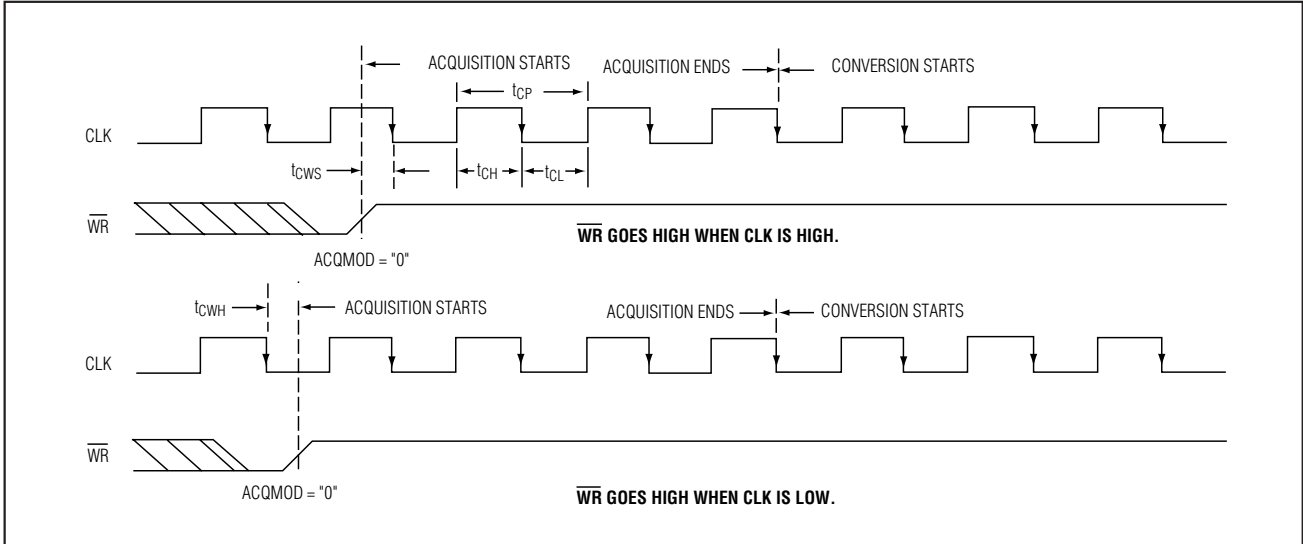 ACQUISITION STARTS ACQUISITION ENDS CONVERSION STARTS
tCP
CLK
tCWS tCH tCL
WR
WR GOES HIGH WHEN CLK IS HIGH.
ACQMOD = "0"
tCWH ACQUISITION STARTS ACQUISITION ENDS CONVERSION STARTS
CLK
WR
ACQMOD = "0"
WR GOES HIGH WHEN CLK IS LOW.